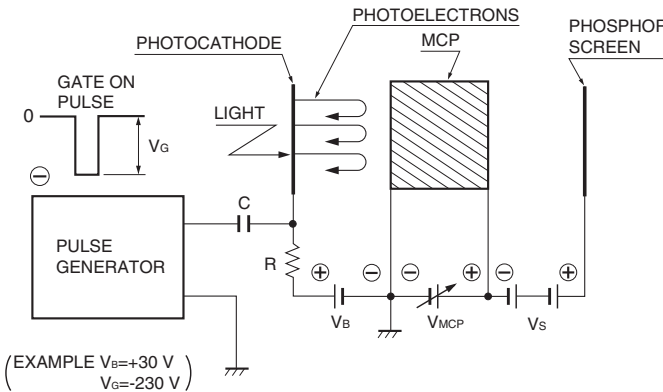 PHOTOELECTRONS
PHOTOCATHODE
MCP
PHOSPHOR
SCREEN
GATE ON
PULSE
0
VG
LIGHT
⊖
C
PULSE
GENERATOR
R
⊕ ⊖ ⊖ ⊕ ⊖ ⊕
VB VMCP VS
(EXAMPLE VB=+30 V
VG=-230 V)